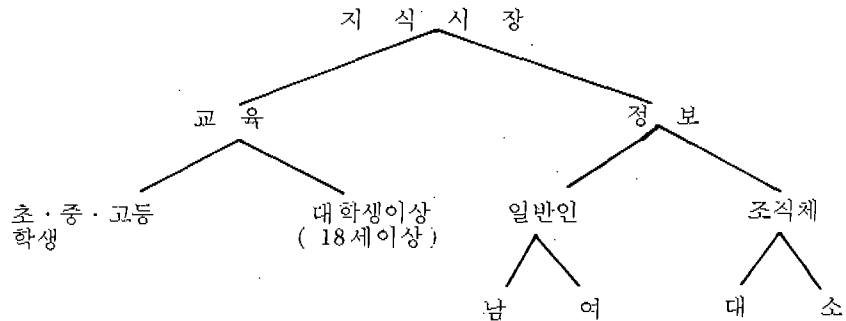 지 식 시 장
교 육 정 보
초·중·고등 대학생이상 일반인 조직체
학생 ( 18세이상 )
남 여 대 소